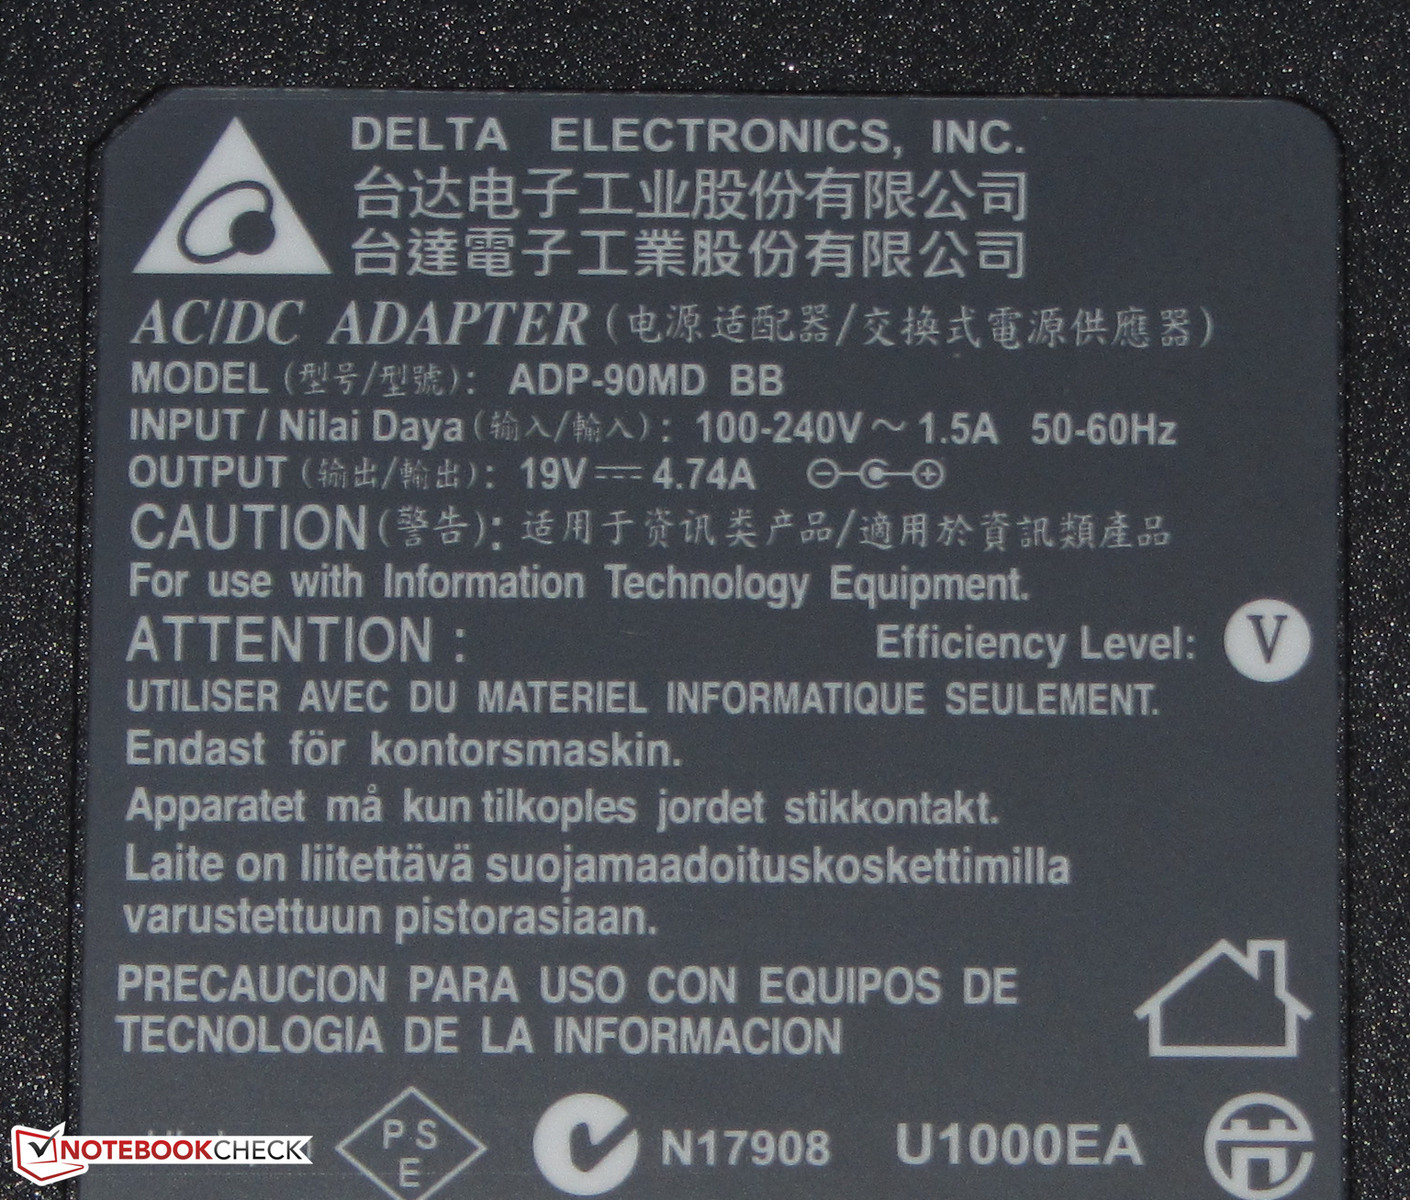 DELTA ELECTRONICS, INC.
台达电子工业股份有限公司
台達電子工業股份有限公司
AC/DC ADAPTER (电源适配器/交換式電源供應器)
MODEL (型号/型號): ADP-90MD BB
INPUT / Nilai Daya (输入/輸入): 100-240V ~ 1.5A 50-60Hz
OUTPUT (输出/輸出): 19V ⎓ 4.74A
CAUTION (警告): 适用于资讯类产品/適用於資訊類產品
For use with Information Technology Equipment.
ATTENTION :
Efficiency Level: V
UTILISER AVEC DU MATERIEL INFORMATIQUE SEULEMENT.
Endast för kontorsmaskin.
Apparatet må kun tilkoples jordet stikkontakt.
Laite on liitettävä suojamaadoituskoskettimilla
varustettuun pistorasiaan.
PRECAUCION PARA USO CON EQUIPOS DE
TECNOLOGIA DE LA INFORMACION
P S
E
N17908
U1000EA
NOTEBOOKCHECK